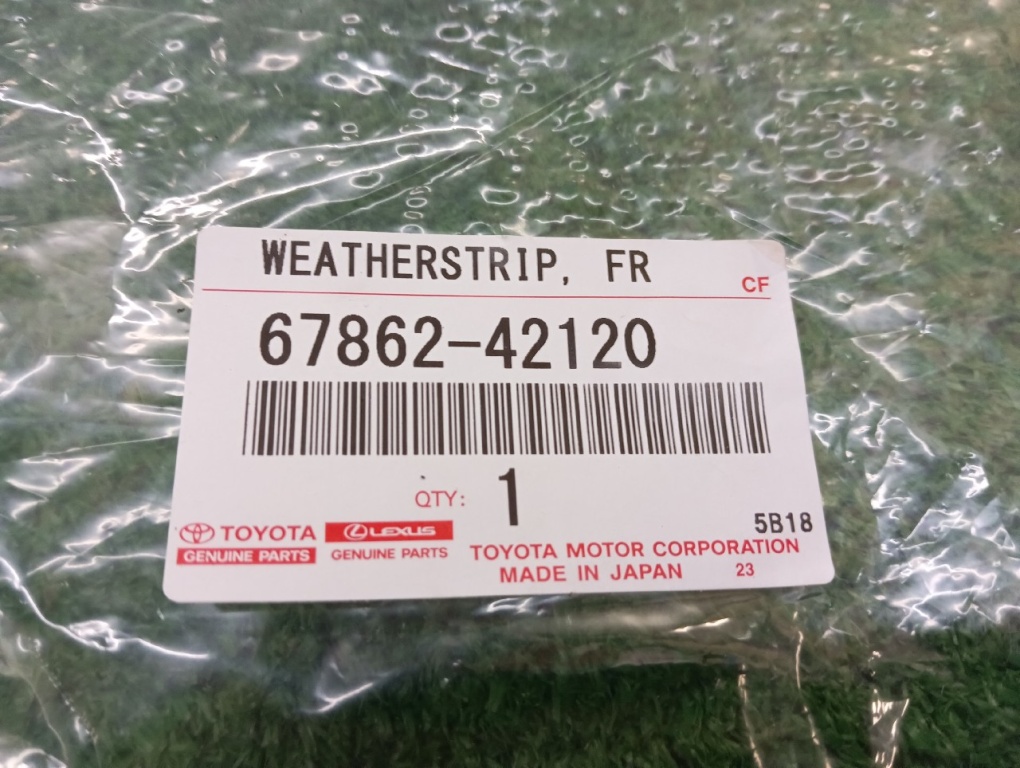 WEATHERSTRIP, FR
CF
67862-42120
QTY: 1
5B18
TOYOTA LEXUS
GENUINE PARTS GENUINE PARTS
TOYOTA MOTOR CORPORATION
MADE IN JAPAN 23